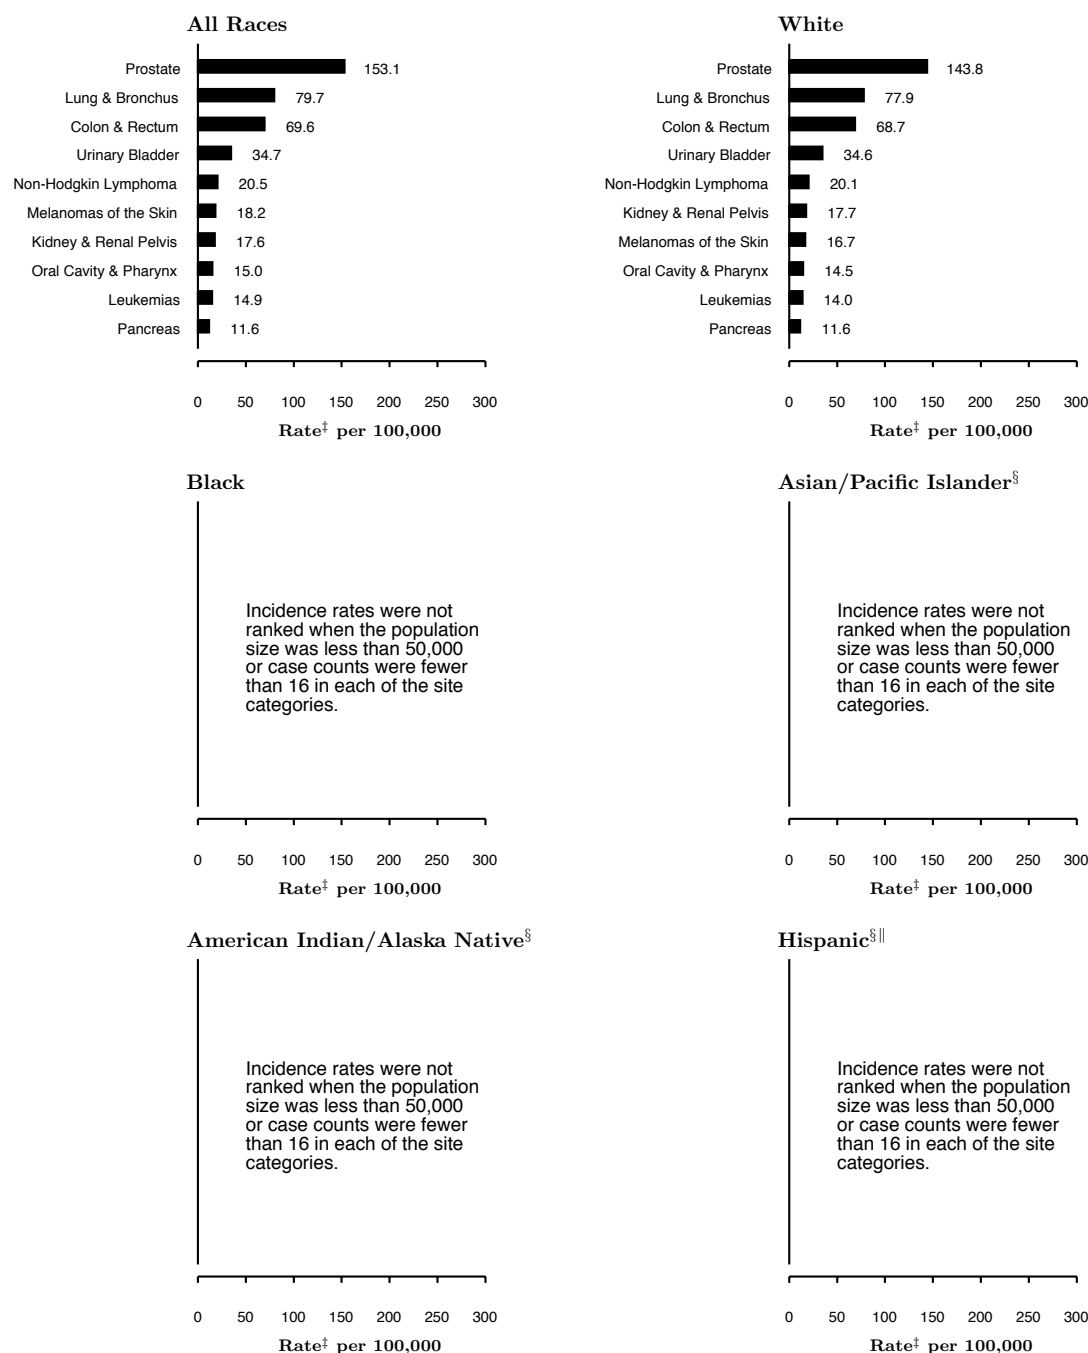 All Races
Prostate 153.1
Lung & Bronchus 79.7
Colon & Rectum 69.6
Urinary Bladder 34.7
Non-Hodgkin Lymphoma 20.5
Melanomas of the Skin 18.2
Kidney & Renal Pelvis 17.6
Oral Cavity & Pharynx 15.0
Leukemias 14.9
Pancreas 11.6
0 50 100 150 200 250 300
Rate‡ per 100,000
White
Prostate 143.8
Lung & Bronchus 77.9
Colon & Rectum 68.7
Urinary Bladder 34.6
Non-Hodgkin Lymphoma 20.1
Kidney & Renal Pelvis 17.7
Melanomas of the Skin 16.7
Oral Cavity & Pharynx 14.5
Leukemias 14.0
Pancreas 11.6
0 50 100 150 200 250 300
Rate‡ per 100,000
Black
Incidence rates were not
ranked when the population
size was less than 50,000
or case counts were fewer
than 16 in each of the site
categories.
0 50 100 150 200 250 300
Rate‡ per 100,000
Asian/Pacific Islander§
Incidence rates were not
ranked when the population
size was less than 50,000
or case counts were fewer
than 16 in each of the site
categories.
0 50 100 150 200 250 300
Rate‡ per 100,000
American Indian/Alaska Native§
Incidence rates were not
ranked when the population
size was less than 50,000
or case counts were fewer
than 16 in each of the site
categories.
0 50 100 150 200 250 300
Rate‡ per 100,000
Hispanic§‖
Incidence rates were not
ranked when the population
size was less than 50,000
or case counts were fewer
than 16 in each of the site
categories.
0 50 100 150 200 250 300
Rate‡ per 100,000